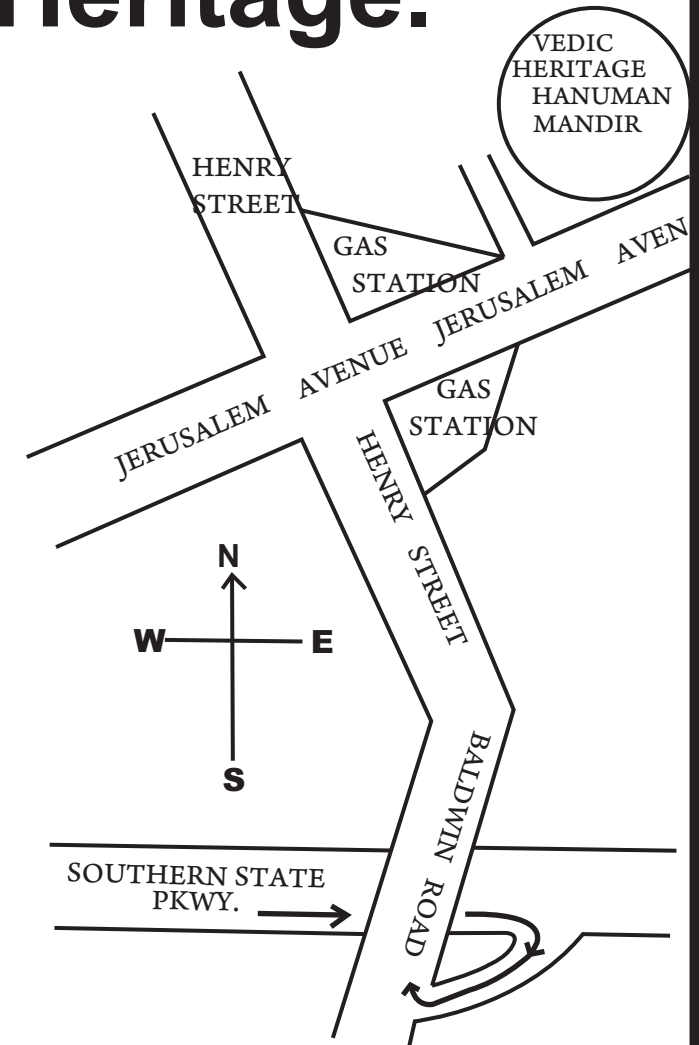 Heritage.
VEDIC
HERITAGE
HANUMAN
MANDIR
HENRY
STREET
GAS
STATION
JERUSALEM AVENUE JERUSALEM AVEN
GAS
STATION
HENRY STREET
N
W E
S
BALDWIN ROAD
SOUTHERN STATE
PKWY.